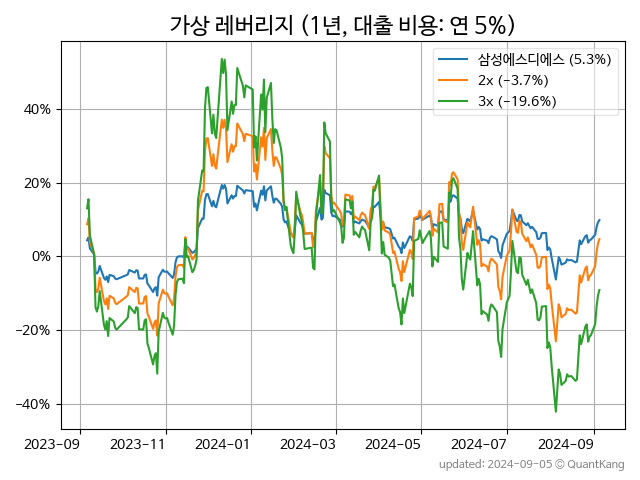 가상 레버리지 (1년, 대출 비용: 연 5%)
삼성에스디에스 (5.3%)
2x (−3.7%)
3x (−19.6%)
40%
20%
0%
−20%
−40%
2023-09 2023-11 2024-01 2024-03 2024-05 2024-07 2024-09
updated: 2024-09-05 © QuantKang